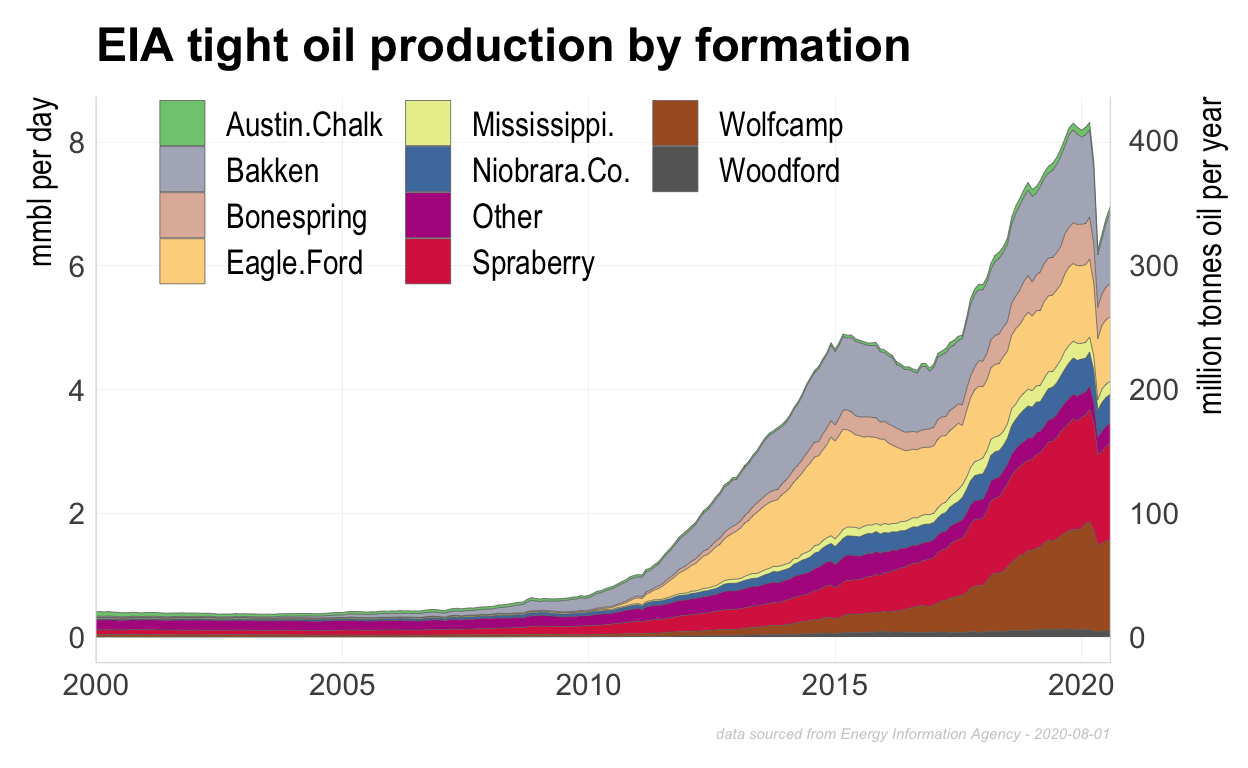 EIA tight oil production by formation
mmbl per day
million tonnes oil per year
Austin.Chalk
Bakken
Bonespring
Eagle.Ford
Mississippi.
Niobrara.Co.
Other
Spraberry
Wolfcamp
Woodford
8
6
4
2
0
400
300
200
100
0
2000 2005 2010 2015 2020
data sourced from Energy Information Agency - 2020-08-01